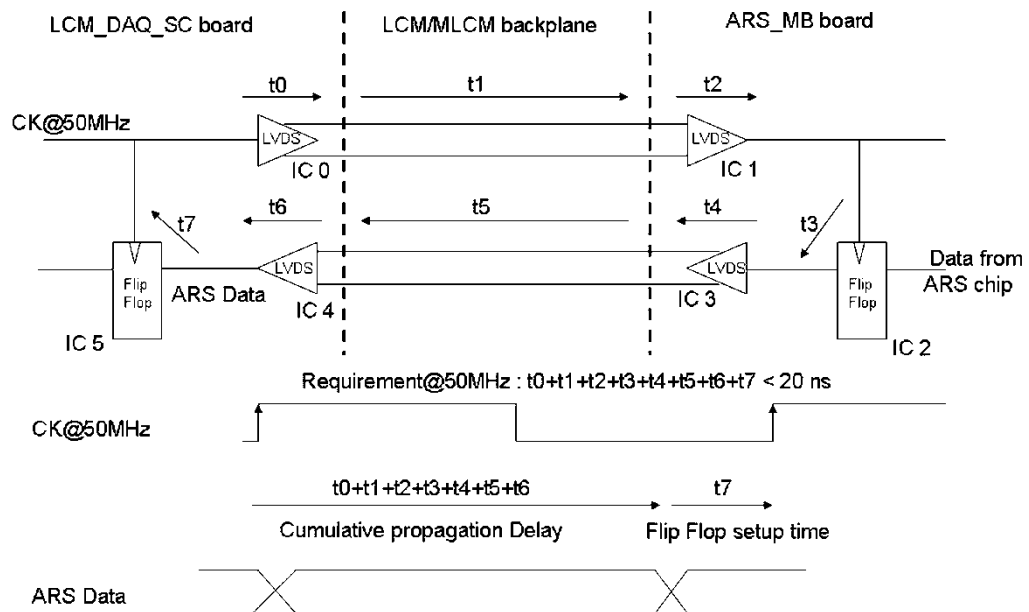 LCM_DAQ_SC board
LCM/MLCM backplane
ARS_MB board
t0
t1
t2
CK@50MHz
LVDS
LVDS
IC 0
IC 1
t7
t6
t5
t4
t3
Flip
Flop
ARS Data
LVDS
LVDS
Flip
Flop
Data from
ARS chip
IC 5
IC 4
IC 3
IC 2
Requirement@50MHz : t0+t1+t2+t3+t4+t5+t6+t7 < 20 ns
CK@50MHz
t0+t1+t2+t3+t4+t5+t6
t7
Cumulative propagation Delay
Flip Flop setup time
ARS Data